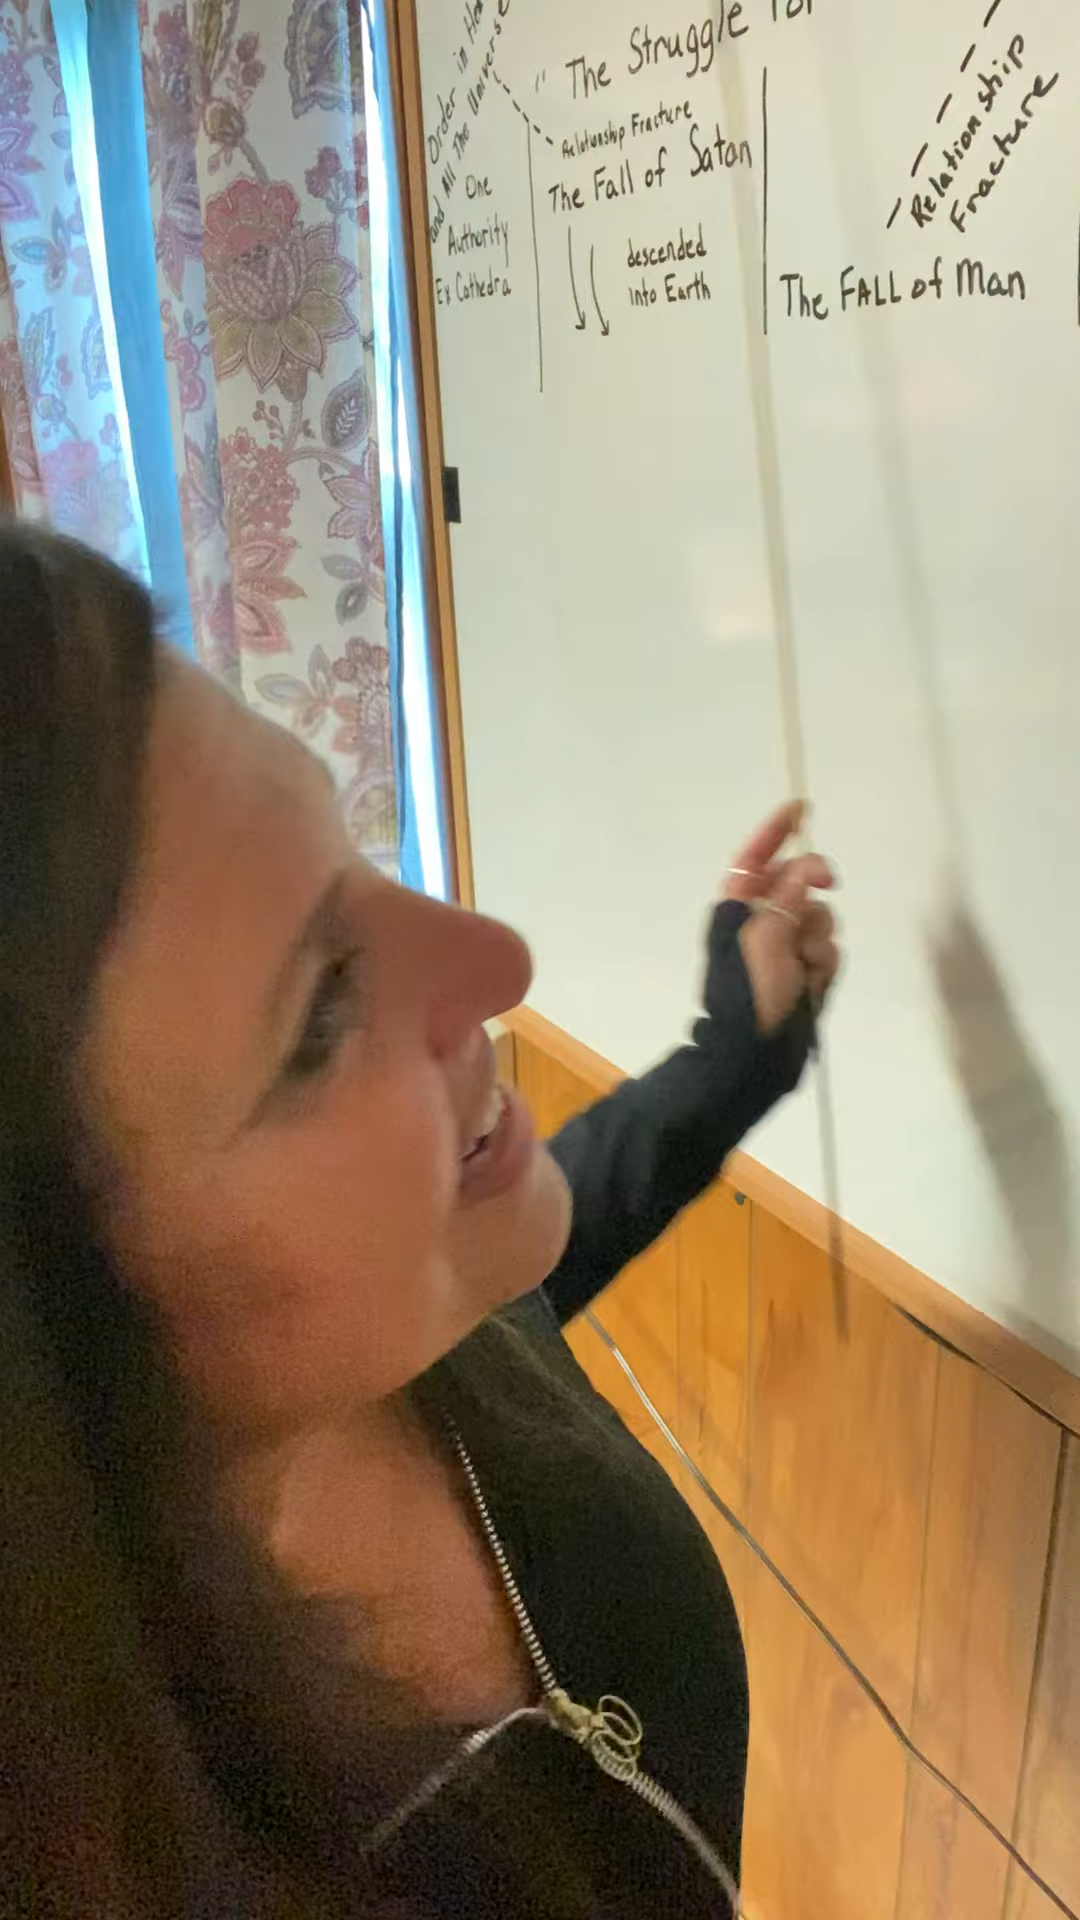 Order in
and All The Universe
One
Authority
Ex Cathedra
"The Struggle
Relationship Fracture
The Fall of Satan
descended
Into Earth
Relationship
Fracture
The FALL of Man